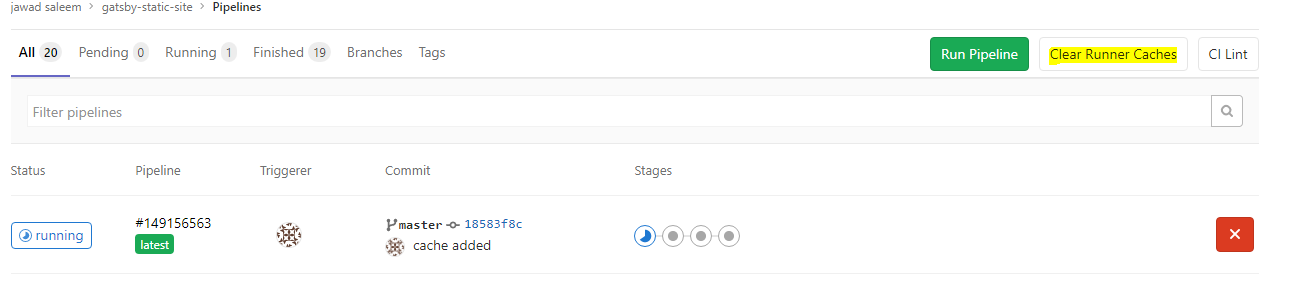 jawad saleem > gatsby-static-site > Pipelines
All 20 Pending 0 Running 1 Finished 19 Branches Tags Run Pipeline Clear Runner Caches CI Lint
Filter pipelines
Status Pipeline Triggerer Commit Stages
running #149156563 master 18583f8c
latest cache added